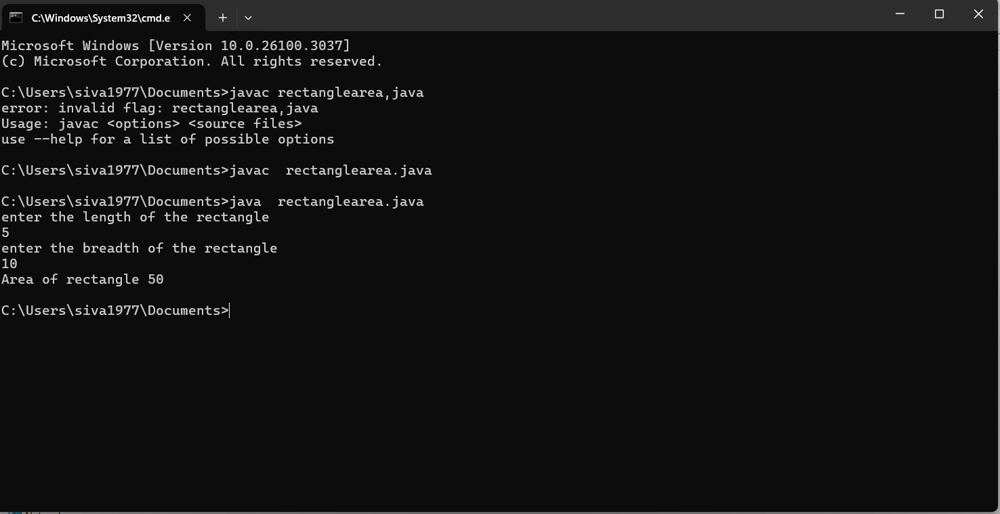 C:\Windows\System32\cmd.e
Microsoft Windows [Version 10.0.26100.3037]
(c) Microsoft Corporation. All rights reserved.
C:\Users\siva1977\Documents>javac rectanglearea,java
error: invalid flag: rectanglearea,java
Usage: javac <options> <source files>
use --help for a list of possible options
C:\Users\siva1977\Documents>javac  rectanglearea.java
C:\Users\siva1977\Documents>java  rectanglearea.java
enter the length of the rectangle
5
enter the breadth of the rectangle
10
Area of rectangle 50
C:\Users\siva1977\Documents>